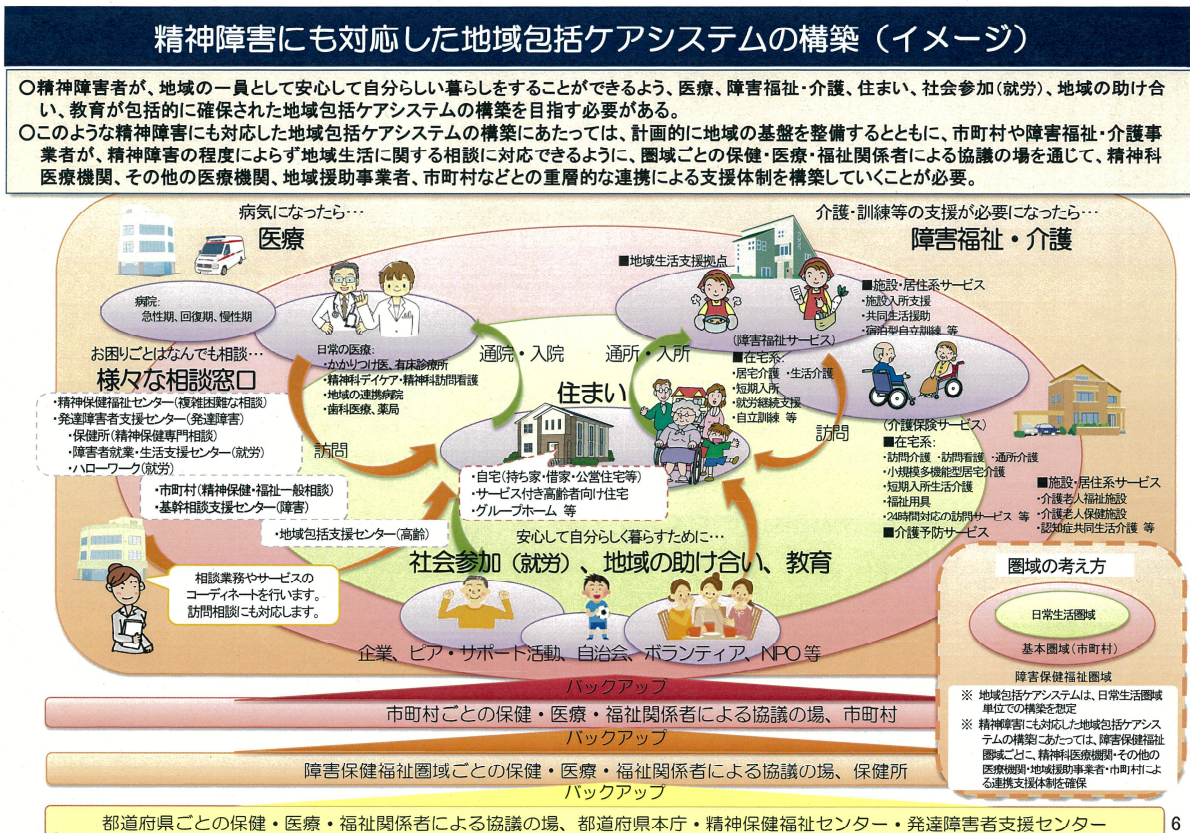 精神障害にも対応した地域包括ケアシステムの構築（イメージ）
○精神障害者が、地域の一員として安心して自分らしい暮らしをすることができるよう、医療、障害福祉・介護、住まい、社会参加(就労)、地域の助け合
い、教育が包括的に確保された地域包括ケアシステムの構築を目指す必要がある。
○このような精神障害にも対応した地域包括ケアシステムの構築にあたっては、計画的に地域の基盤を整備するとともに、市町村や障害福祉・介護事
業者が、精神障害の程度によらず地域生活に関する相談に対応できるように、圏域ごとの保健・医療・福祉関係者による協議の場を通じて、精神科
医療機関、その他の医療機関、地域援助事業者、市町村などとの重層的な連携による支援体制を構築していくことが必要。
病気になったら…
医療
病院:
急性期、回復期、慢性期
日常の医療:
・かかりつけ医、有床診療所
・精神科デイケア・精神科訪問看護
・地域の連携病院
・歯科医療、薬局
通院・入院
訪問
介護・訓練等の支援が必要になったら…
障害福祉・介護
■地域生活支援拠点
■施設・居住系サービス
・施設入所支援
・共同生活援助
・宿泊型自立訓練 等
(障害福祉サービス)
■在宅系:
・居宅介護 ・生活介護
・短期入所
・就労継続支援
・自立訓練 等
通所・入所
訪問
(介護保険サービス)
■在宅系:
・訪問介護 ・訪問看護 ・通所介護
・小規模多機能型居宅介護
・短期入所生活介護
・福祉用具
・24時間対応の訪問サービス 等
■介護予防サービス
■施設・居住系サービス
・介護老人福祉施設
・介護老人保健施設
・認知症共同生活介護 等
お困りごとはなんでも相談…
様々な相談窓口
・精神保健福祉センター(複雑困難な相談)
・発達障害者支援センター(発達障害)
・保健所(精神保健専門相談)
・障害者就業・生活支援センター(就労)
・ハローワーク(就労)
・市町村(精神保健・福祉一般相談)
・基幹相談支援センター(障害)
・地域包括支援センター(高齢)
相談業務やサービスの
コーディネートを行います。
訪問相談にも対応します。
住まい
・自宅(持ち家・借家・公営住宅等)
・サービス付き高齢者向け住宅
・グループホーム 等
安心して自分らしく暮らすために…
社会参加（就労）、地域の助け合い、教育
企業、ピア・サポート活動、自治会、ボランティア、NPO 等
圏域の考え方
日常生活圏域
基本圏域(市町村)
障害保健福祉圏域
※ 地域包括ケアシステムは、日常生活圏域
単位での構築を想定
※ 精神障害にも対応した地域包括ケアシス
テムの構築にあたっては、障害保健福祉
圏域ごとに、精神科医療機関・その他の
医療機関・地域援助事業者・市町村によ
る連携支援体制を確保
バックアップ
市町村ごとの保健・医療・福祉関係者による協議の場、市町村
バックアップ
障害保健福祉圏域ごとの保健・医療・福祉関係者による協議の場、保健所
バックアップ
都道府県ごとの保健・医療・福祉関係者による協議の場、都道府県本庁・精神保健福祉センター・発達障害者支援センター
6